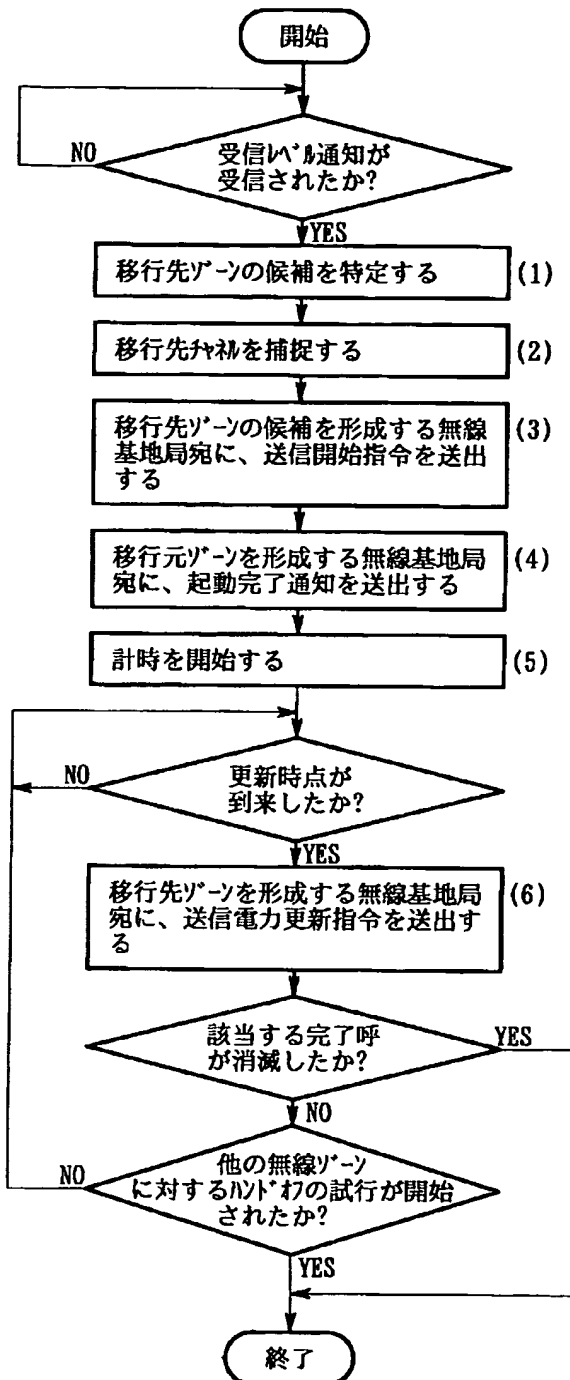 開始
NO
受信ﾚﾍﾞﾙ通知が
受信されたか?
YES
移行先ｿﾞｰﾝの候補を特定する
(1)
移行先ﾁｬﾈﾙを捕捉する
(2)
移行先ｿﾞｰﾝの候補を形成する無線
基地局宛に、送信開始指令を送出
する
(3)
移行元ｿﾞｰﾝを形成する無線基地局
宛に、起動完了通知を送出する
(4)
計時を開始する
(5)
NO
更新時点が
到来したか?
YES
移行先ｿﾞｰﾝを形成する無線基地局
宛に、送信電力更新指令を送出す
る
(6)
該当する完了呼
が消滅したか?
YES
NO
NO
他の無線ｿﾞｰﾝ
に対するﾊﾝﾄﾞｵﾌの試行が開始
されたか?
YES
終了